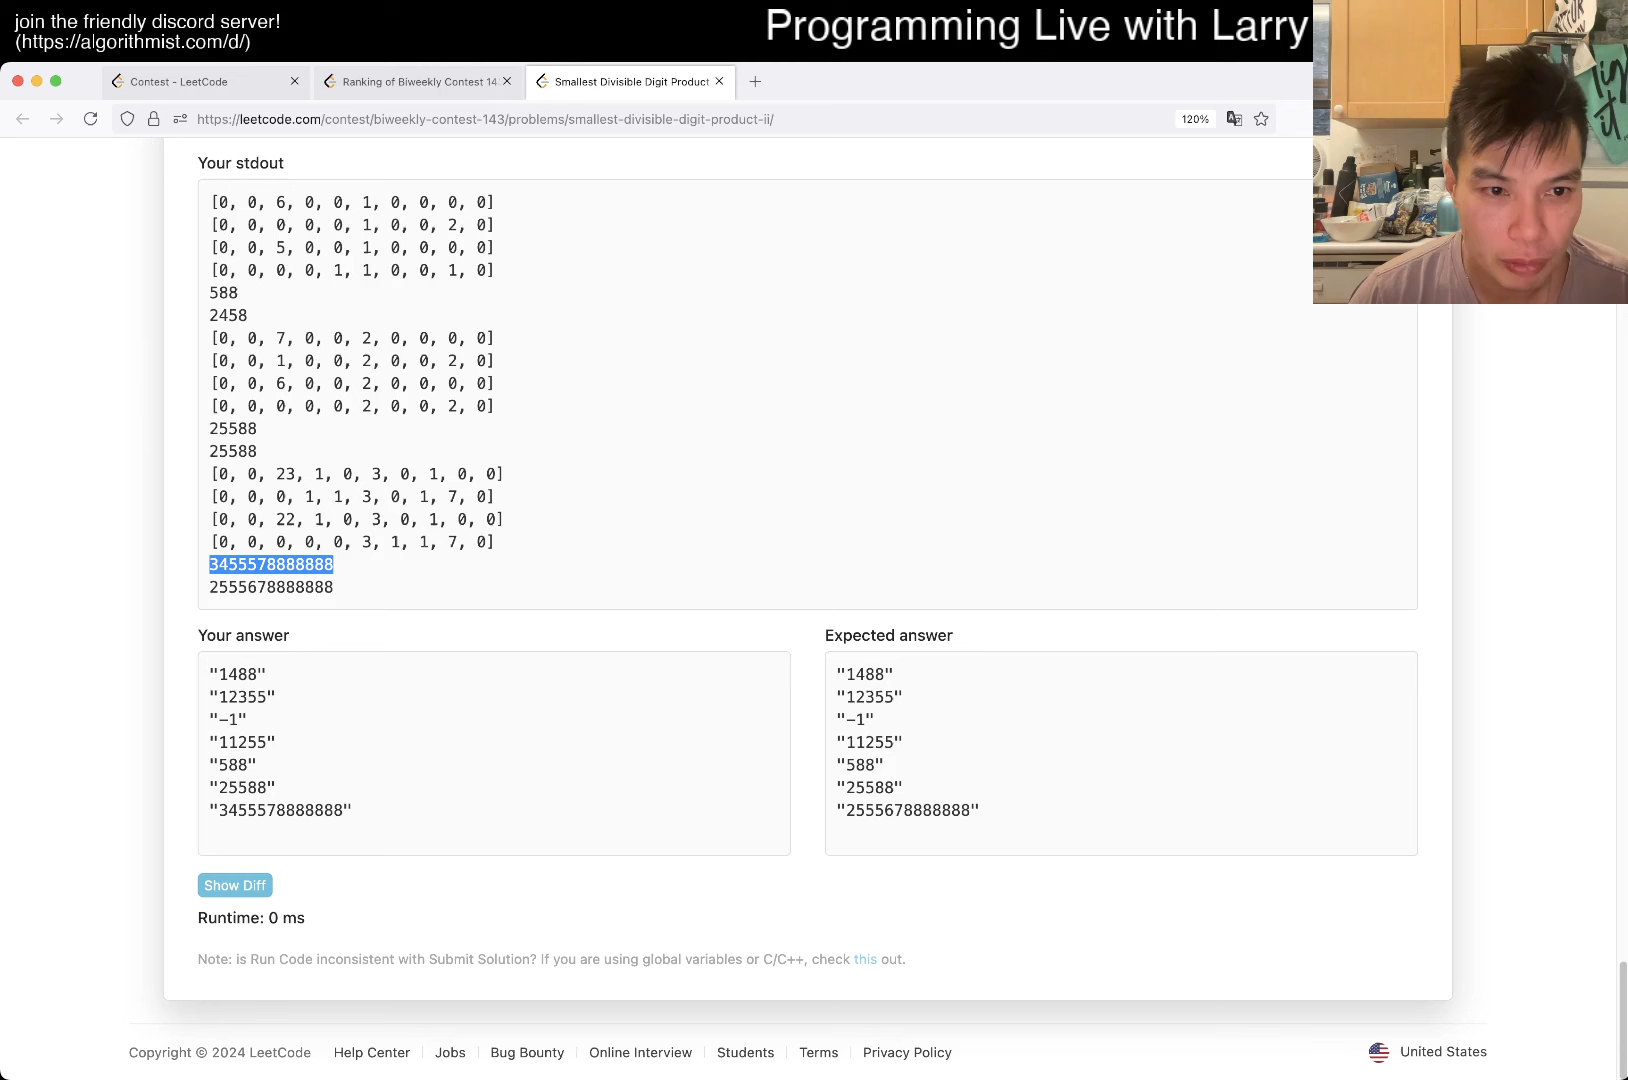 join the friendly discord server!
(https://algorithmist.com/d/)
Programming Live with Larry
Contest - LeetCode
Ranking of Biweekly Contest 14
Smallest Divisible Digit Product
https://leetcode.com/contest/biweekly-contest-143/problems/smallest-divisible-digit-product-ii/
120%
Your stdout
[0, 0, 6, 0, 0, 1, 0, 0, 0, 0]
[0, 0, 0, 0, 0, 1, 0, 0, 2, 0]
[0, 0, 5, 0, 0, 1, 0, 0, 0, 0]
[0, 0, 0, 0, 1, 1, 0, 0, 1, 0]
588
2458
[0, 0, 7, 0, 0, 2, 0, 0, 0, 0]
[0, 0, 1, 0, 0, 2, 0, 0, 2, 0]
[0, 0, 6, 0, 0, 2, 0, 0, 0, 0]
[0, 0, 0, 0, 0, 2, 0, 0, 2, 0]
25588
25588
[0, 0, 23, 1, 0, 3, 0, 1, 0, 0]
[0, 0, 0, 1, 1, 3, 0, 1, 7, 0]
[0, 0, 22, 1, 0, 3, 0, 1, 0, 0]
[0, 0, 0, 0, 0, 3, 1, 1, 7, 0]
3455578888888
2555678888888
Your answer
"1488"
"12355"
"-1"
"11255"
"588"
"25588"
"3455578888888"
Expected answer
"1488"
"12355"
"-1"
"11255"
"588"
"25588"
"2555678888888"
Show Diff
Runtime: 0 ms
Note: is Run Code inconsistent with Submit Solution? If you are using global variables or C/C++, check this out.
Copyright © 2024 LeetCode
Help Center
Jobs
Bug Bounty
Online Interview
Students
Terms
Privacy Policy
United States